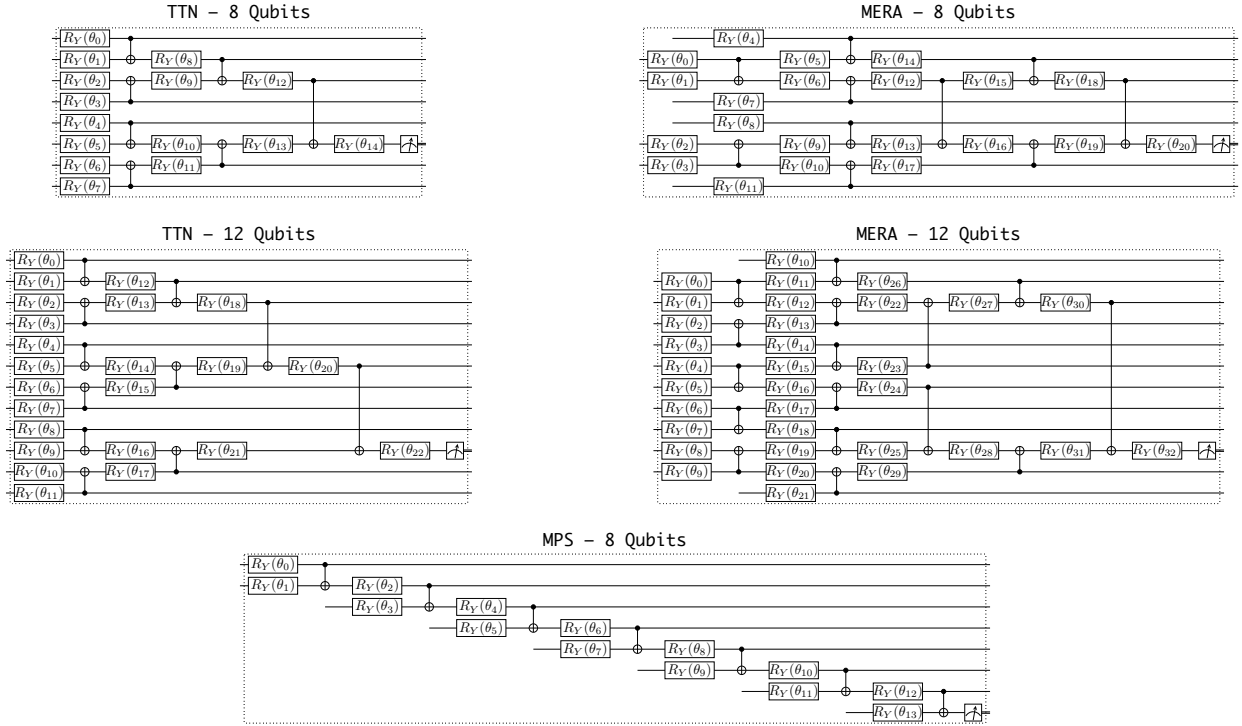 TTN – 8 Qubits
R_Y(θ_0)
R_Y(θ_1) R_Y(θ_8)
R_Y(θ_2) R_Y(θ_9) R_Y(θ_12)
R_Y(θ_3)
R_Y(θ_4)
R_Y(θ_5) R_Y(θ_10) R_Y(θ_13) R_Y(θ_14)
R_Y(θ_6) R_Y(θ_11)
R_Y(θ_7)
MERA – 8 Qubits
R_Y(θ_4)
R_Y(θ_0) R_Y(θ_5) R_Y(θ_14)
R_Y(θ_1) R_Y(θ_6) R_Y(θ_12) R_Y(θ_15) R_Y(θ_18)
R_Y(θ_7)
R_Y(θ_8)
R_Y(θ_2) R_Y(θ_9) R_Y(θ_13) R_Y(θ_16) R_Y(θ_19) R_Y(θ_20)
R_Y(θ_3) R_Y(θ_10) R_Y(θ_17)
R_Y(θ_11)
TTN – 12 Qubits
R_Y(θ_0)
R_Y(θ_1) R_Y(θ_12)
R_Y(θ_2) R_Y(θ_13) R_Y(θ_18)
R_Y(θ_3)
R_Y(θ_4)
R_Y(θ_5) R_Y(θ_14) R_Y(θ_19) R_Y(θ_20)
R_Y(θ_6) R_Y(θ_15)
R_Y(θ_7)
R_Y(θ_8)
R_Y(θ_9) R_Y(θ_16) R_Y(θ_21) R_Y(θ_22)
R_Y(θ_10) R_Y(θ_17)
R_Y(θ_11)
MERA – 12 Qubits
R_Y(θ_10)
R_Y(θ_0) R_Y(θ_11) R_Y(θ_26)
R_Y(θ_1) R_Y(θ_12) R_Y(θ_22) R_Y(θ_27) R_Y(θ_30)
R_Y(θ_2) R_Y(θ_13)
R_Y(θ_3) R_Y(θ_14)
R_Y(θ_4) R_Y(θ_15) R_Y(θ_23)
R_Y(θ_5) R_Y(θ_16) R_Y(θ_24)
R_Y(θ_6) R_Y(θ_17)
R_Y(θ_7) R_Y(θ_18)
R_Y(θ_8) R_Y(θ_19) R_Y(θ_25) R_Y(θ_28) R_Y(θ_31) R_Y(θ_32)
R_Y(θ_9) R_Y(θ_20) R_Y(θ_29)
R_Y(θ_21)
MPS – 8 Qubits
R_Y(θ_0)
R_Y(θ_1) R_Y(θ_2)
R_Y(θ_3) R_Y(θ_4)
R_Y(θ_5) R_Y(θ_6)
R_Y(θ_7) R_Y(θ_8)
R_Y(θ_9) R_Y(θ_10)
R_Y(θ_11) R_Y(θ_12)
R_Y(θ_13)